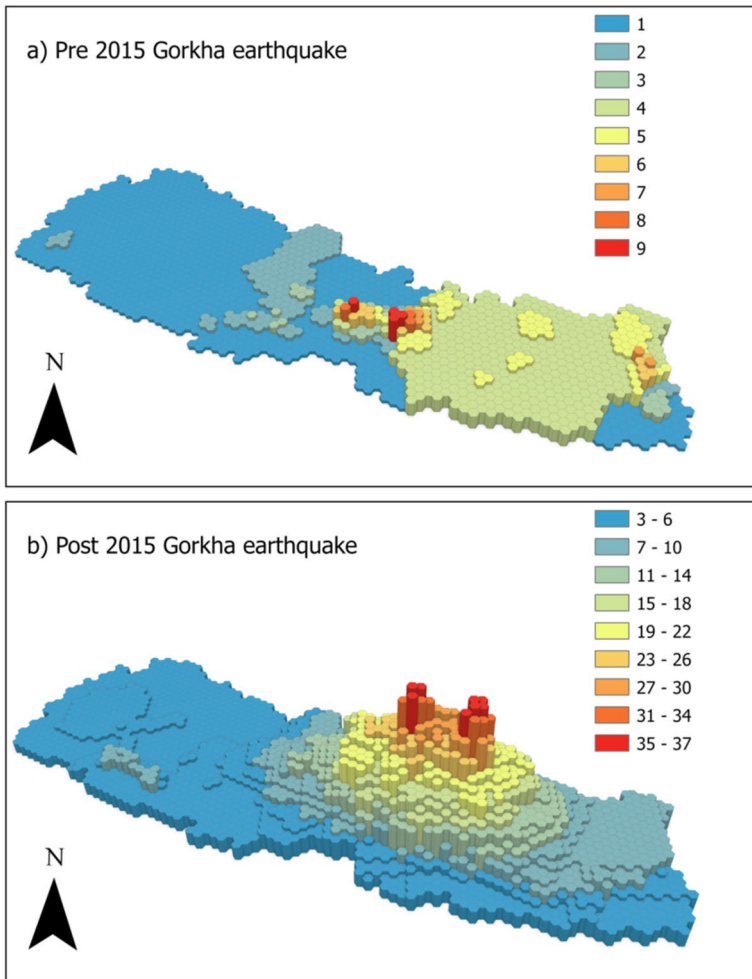 a) Pre 2015 Gorkha earthquake
1
2
3
4
5
6
7
8
9
N
b) Post 2015 Gorkha earthquake
3 - 6
7 - 10
11 - 14
15 - 18
19 - 22
23 - 26
27 - 30
31 - 34
35 - 37
N